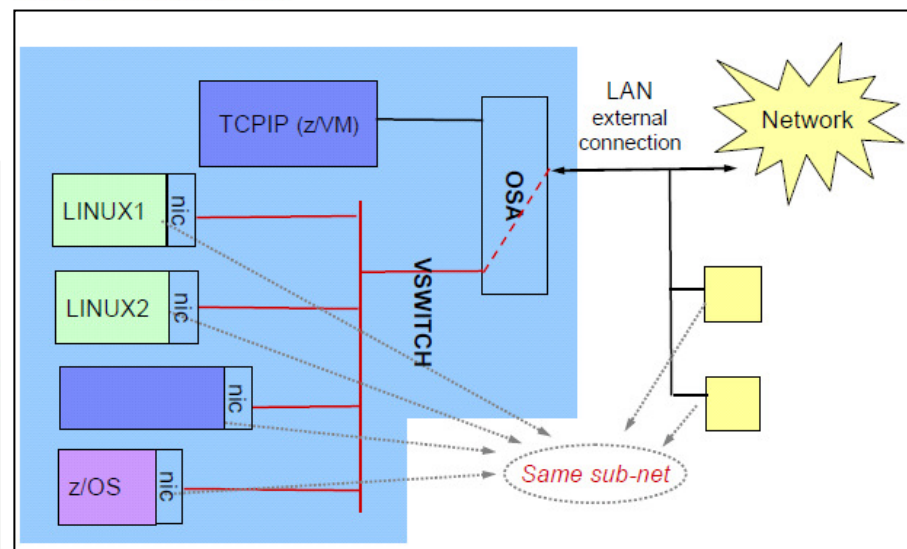 TCPIP (z/VM)
LAN
external
connection
Network
OSA
LINUX1
nic
VSWITCH
LINUX2
nic
nic
z/OS
nic
Same sub-net